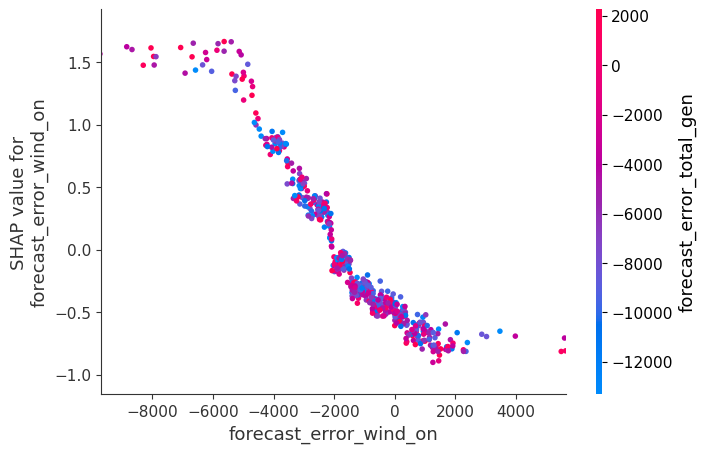 1.5
1.0
0.5
0.0
−0.5
−1.0
SHAP value for
forecast_error_wind_on
−8000 −6000 −4000 −2000 0 2000 4000
forecast_error_wind_on
2000
0
−2000
−4000
−6000
−8000
−10000
−12000
forecast_error_total_gen